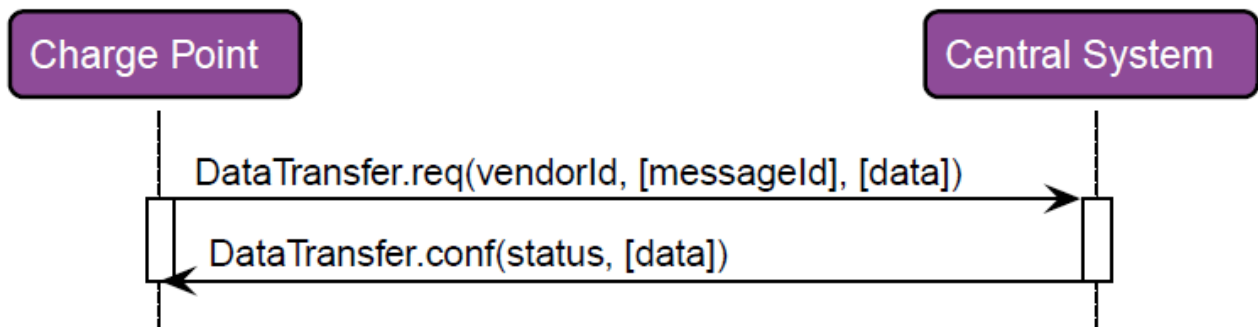 Charge Point
Central System
DataTransfer.req(vendorId, [messageId], [data])
DataTransfer.conf(status, [data])